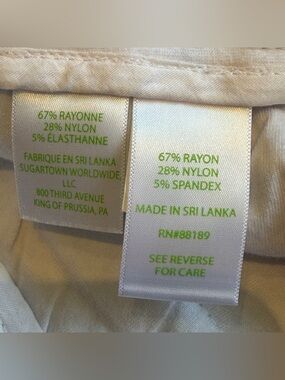 67% RAYONNE
28% NYLON
5% ÉLASTHANNE
FABRIQUE EN SRI LANKA
SUGARTOWN WORLDWIDE,
LLC
800 THIRD AVENUE
KING OF PRUSSIA, PA
67% RAYON
28% NYLON
5% SPANDEX
MADE IN SRI LANKA
RN#88189
SEE REVERSE
FOR CARE